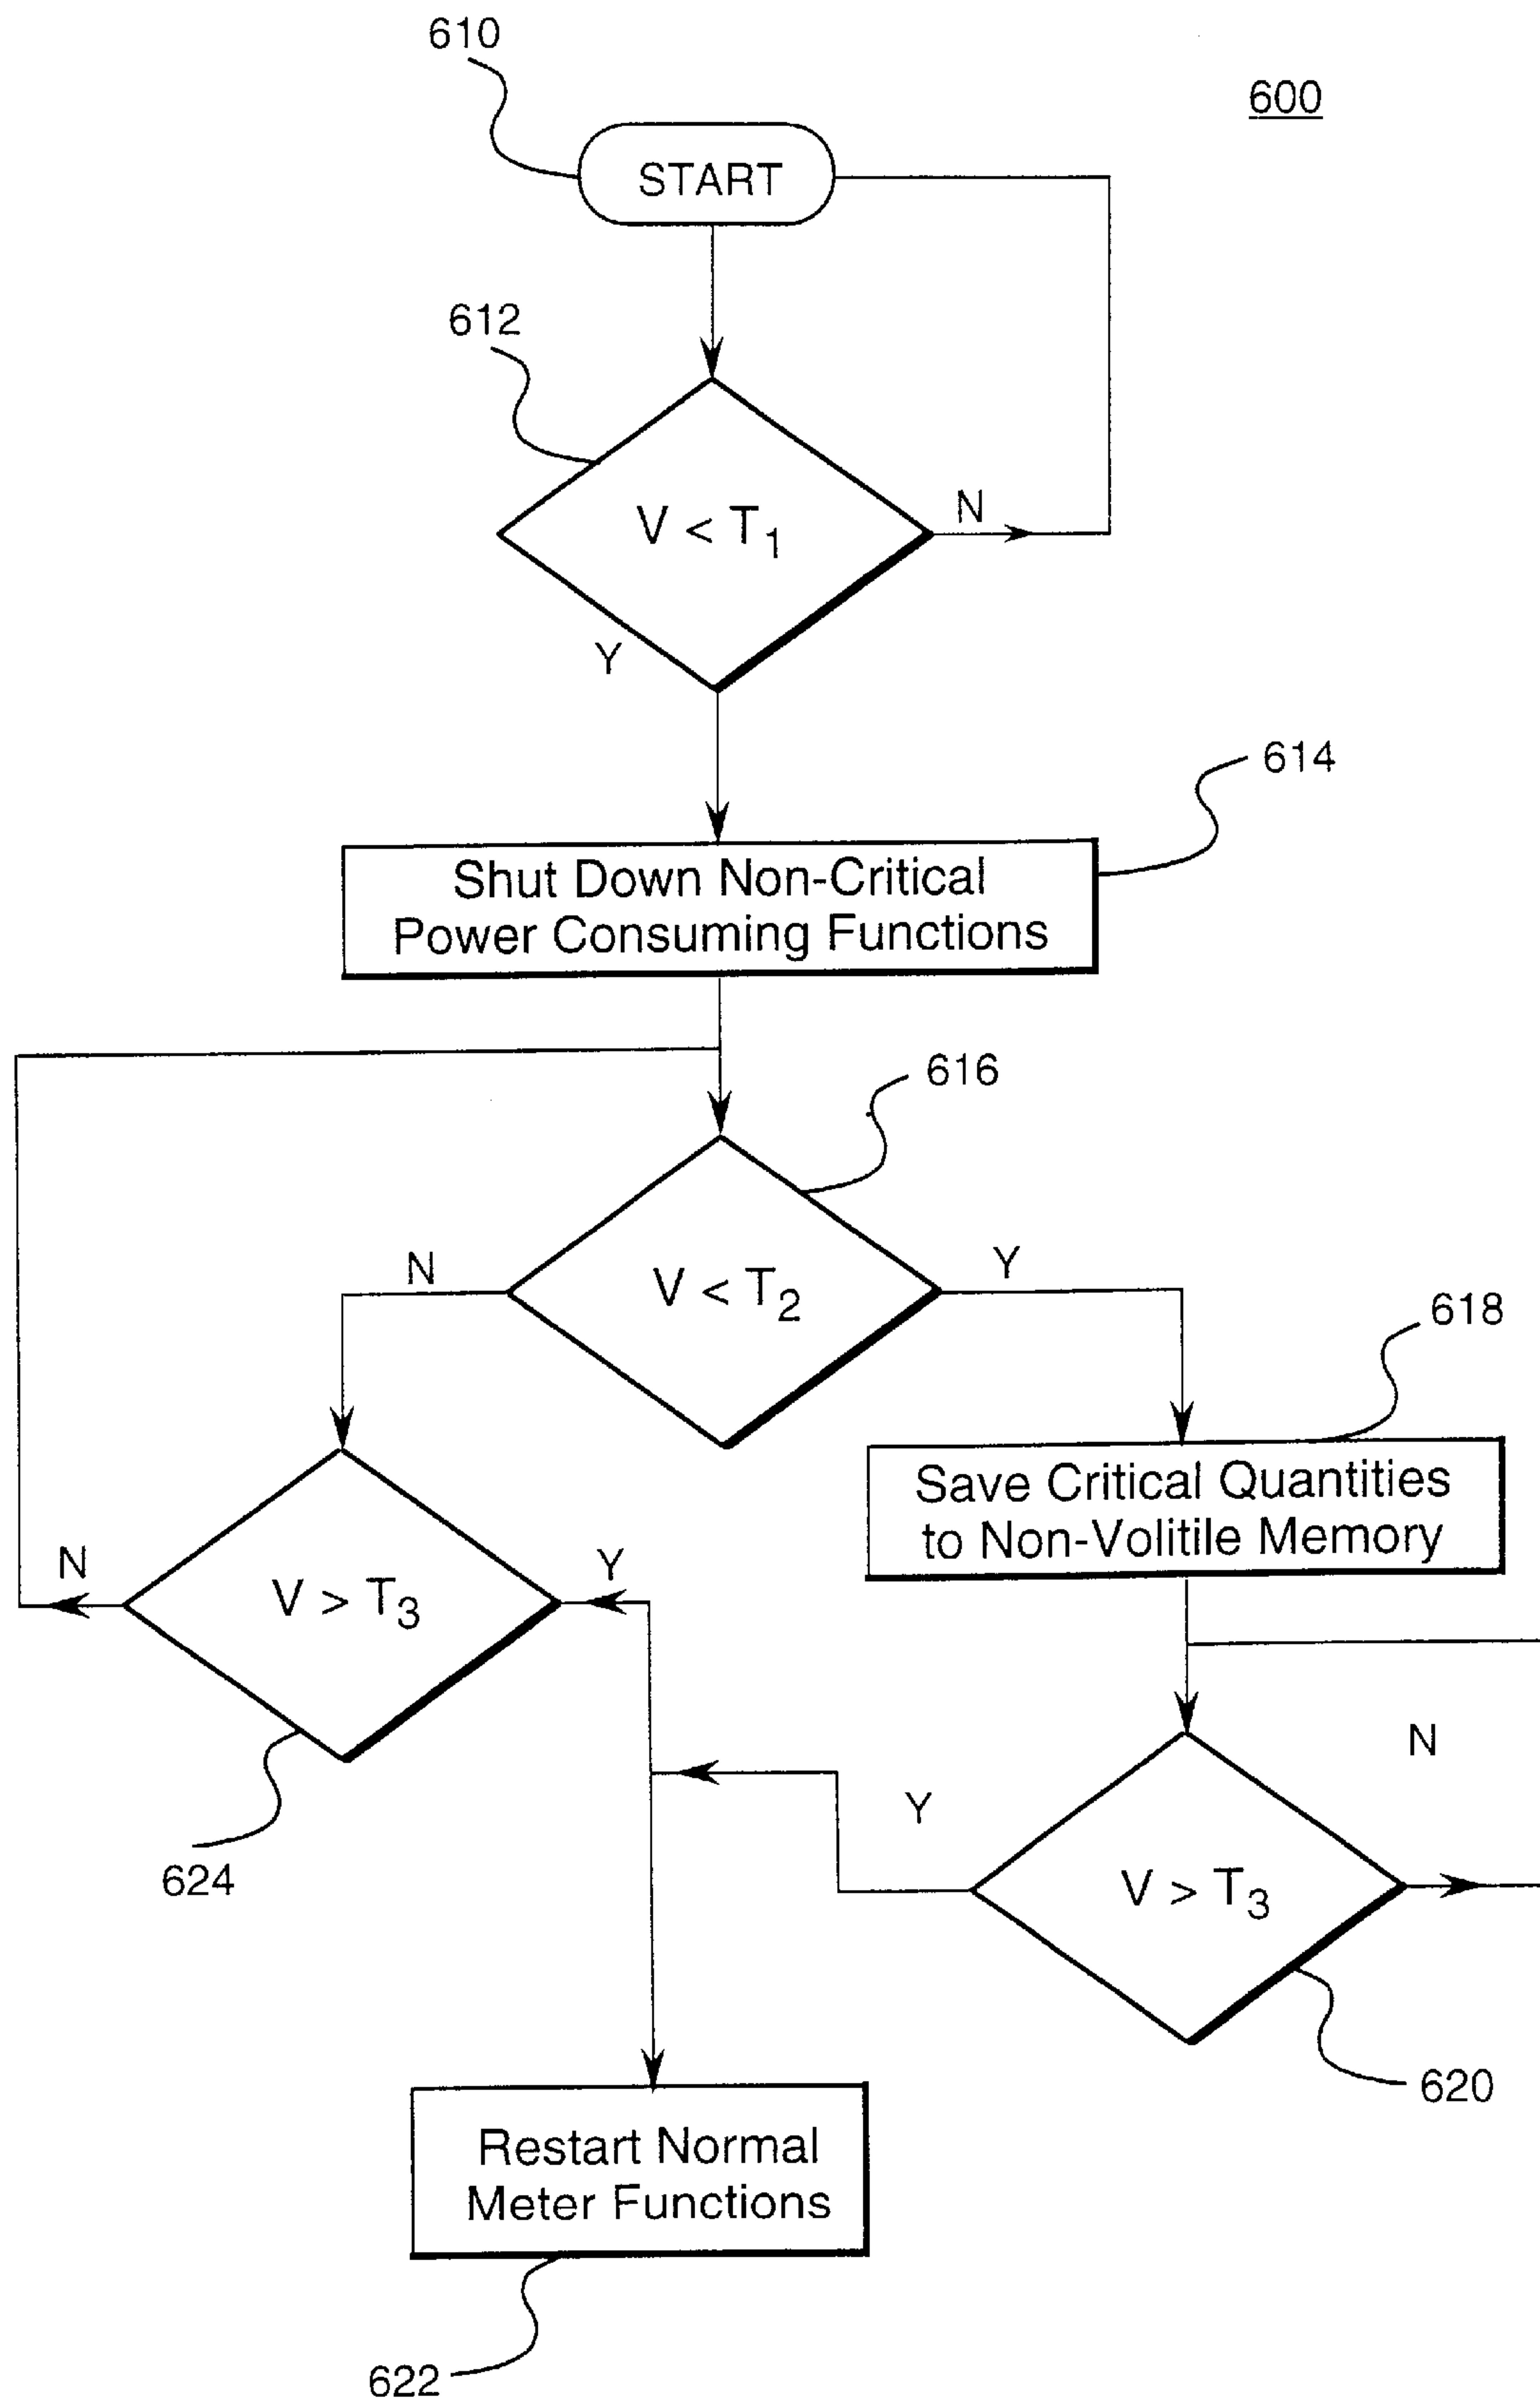 610
600
START
612
V < T1
N
Y
614
Shut Down Non-Critical
Power Consuming Functions
616
N
V < T2
Y
618
Save Critical Quantities
to Non-Volitile Memory
N
V > T3
Y
N
Y
V > T3
624
620
Restart Normal
Meter Functions
622